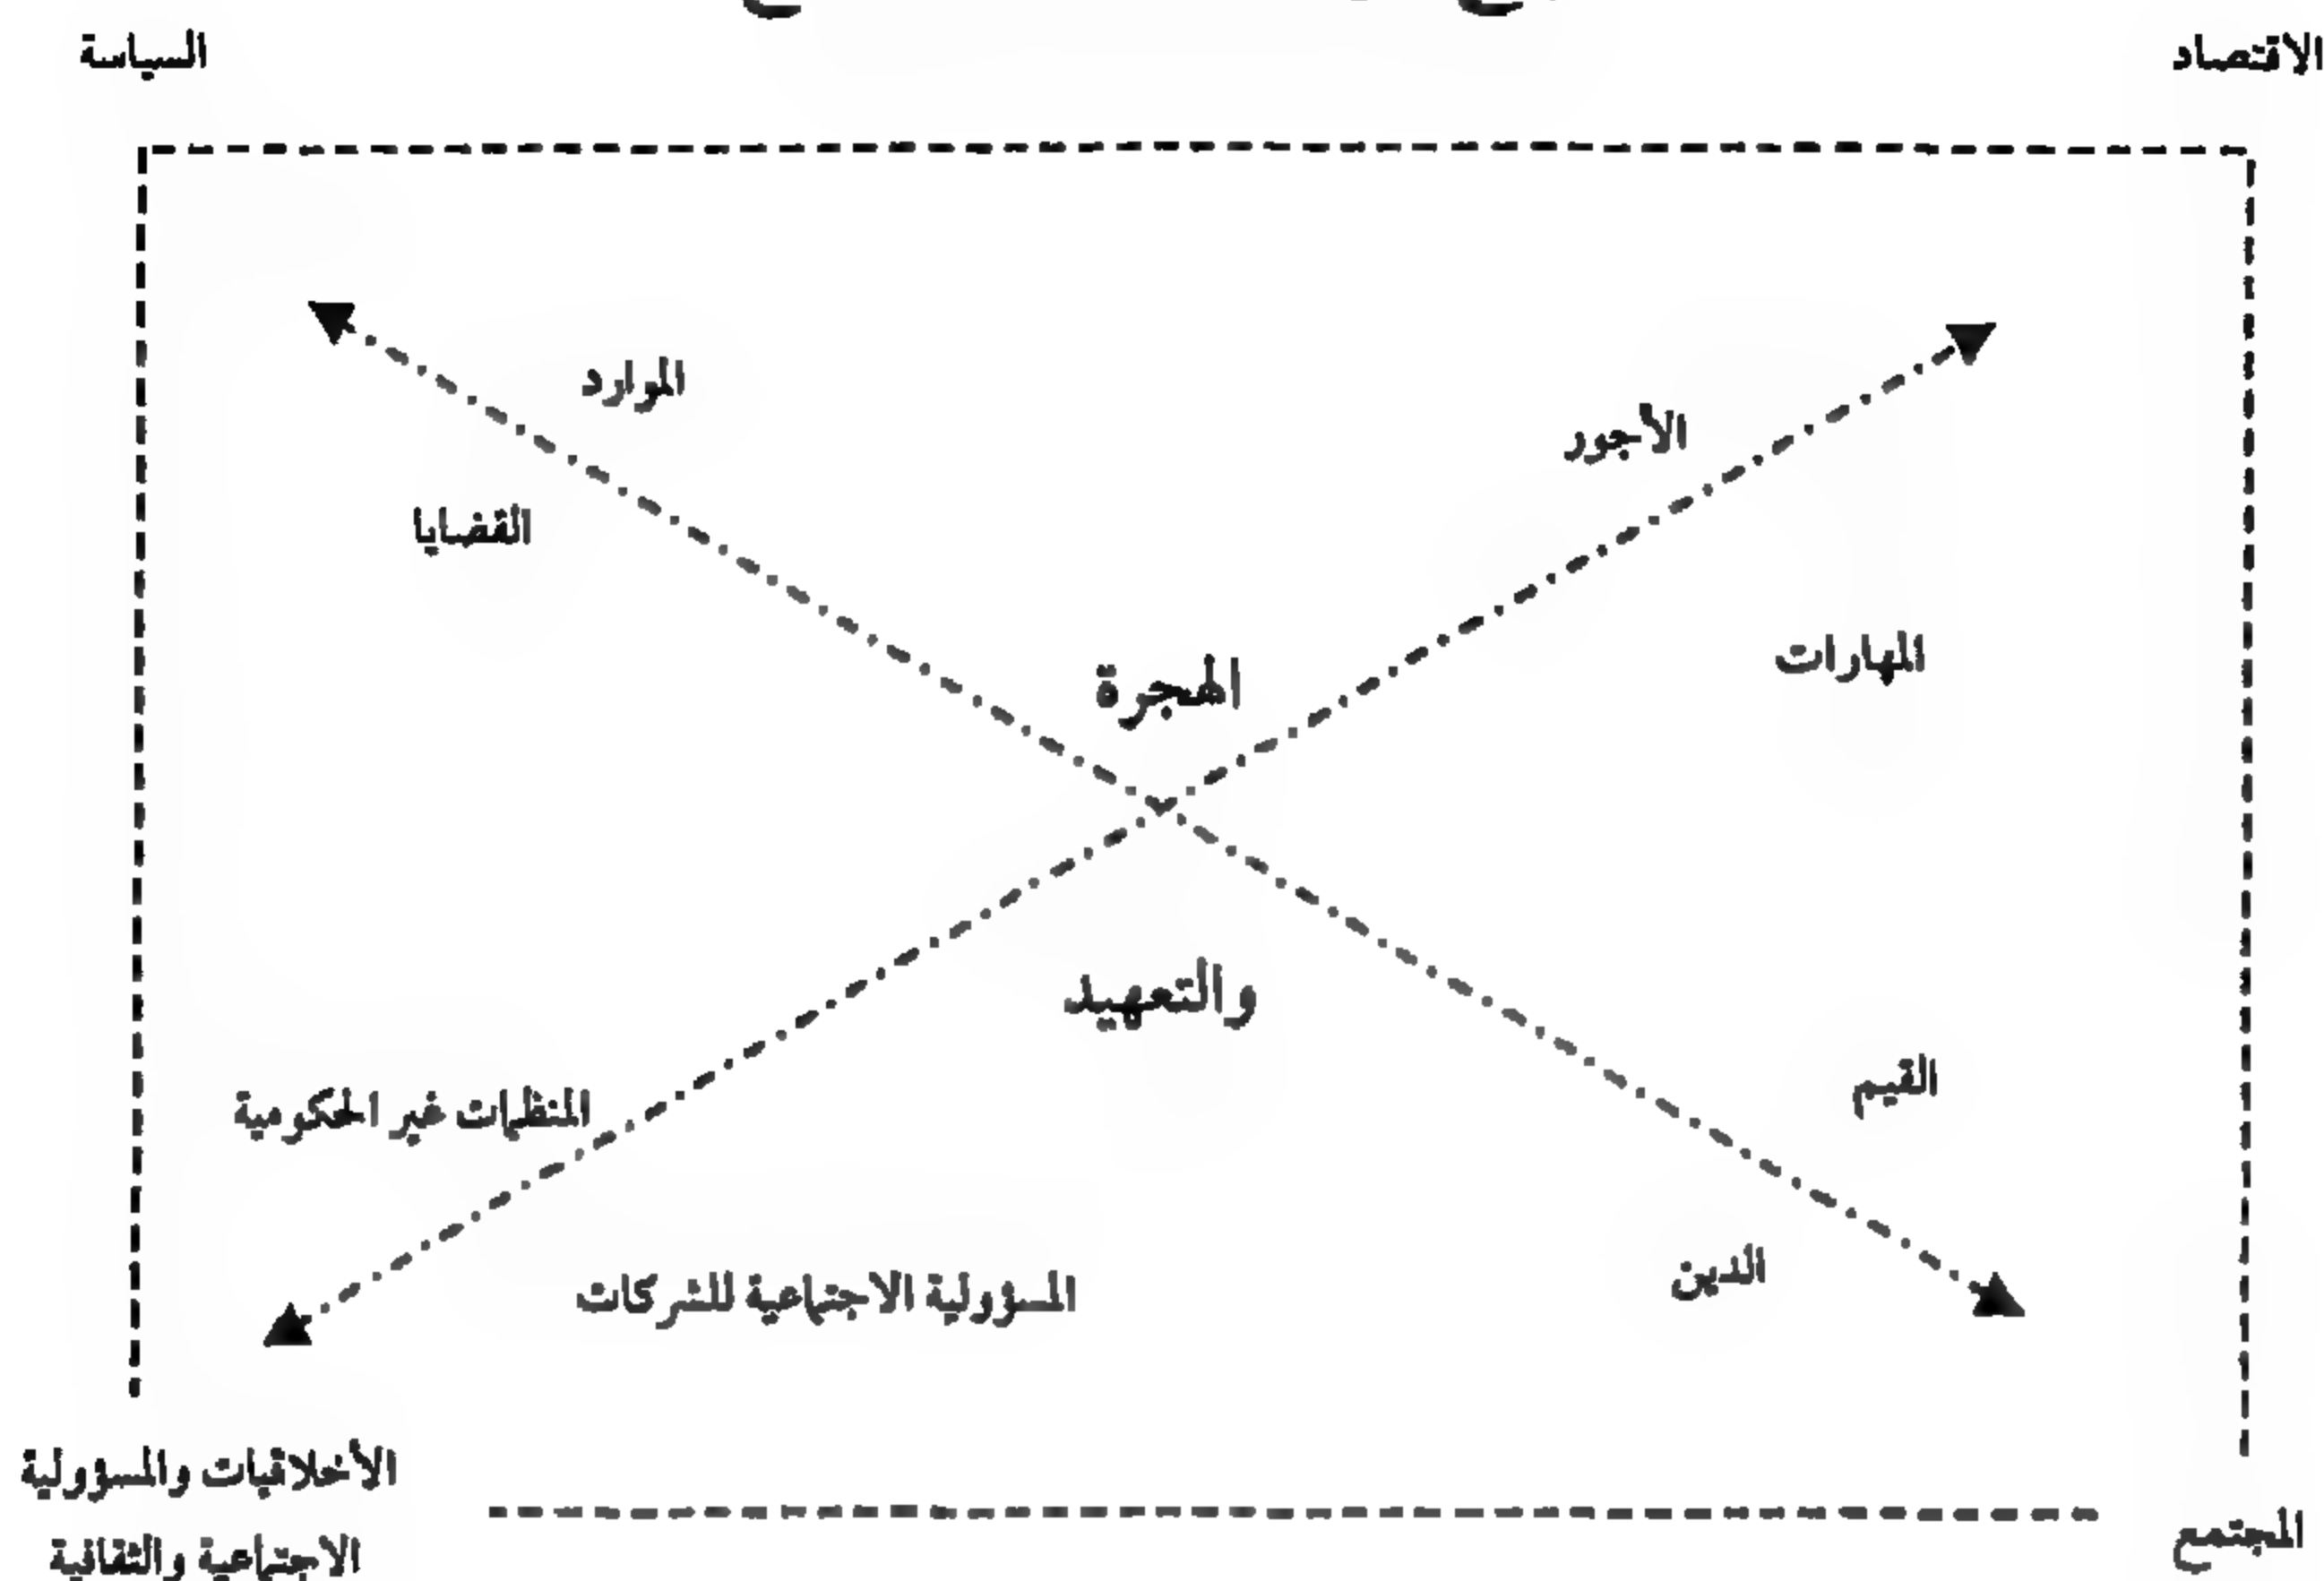 الاقتصاد
السياسة
الموارد
الأجور
القضايا
المهارات
الهجرة
والتعهيد
القيم
المنظمات غير الحكومية
الدين
المسؤولية الاجتماعية للشركات
الأخلاقيات والمسؤولية
الاجتماعية والثقافية
المجتمع